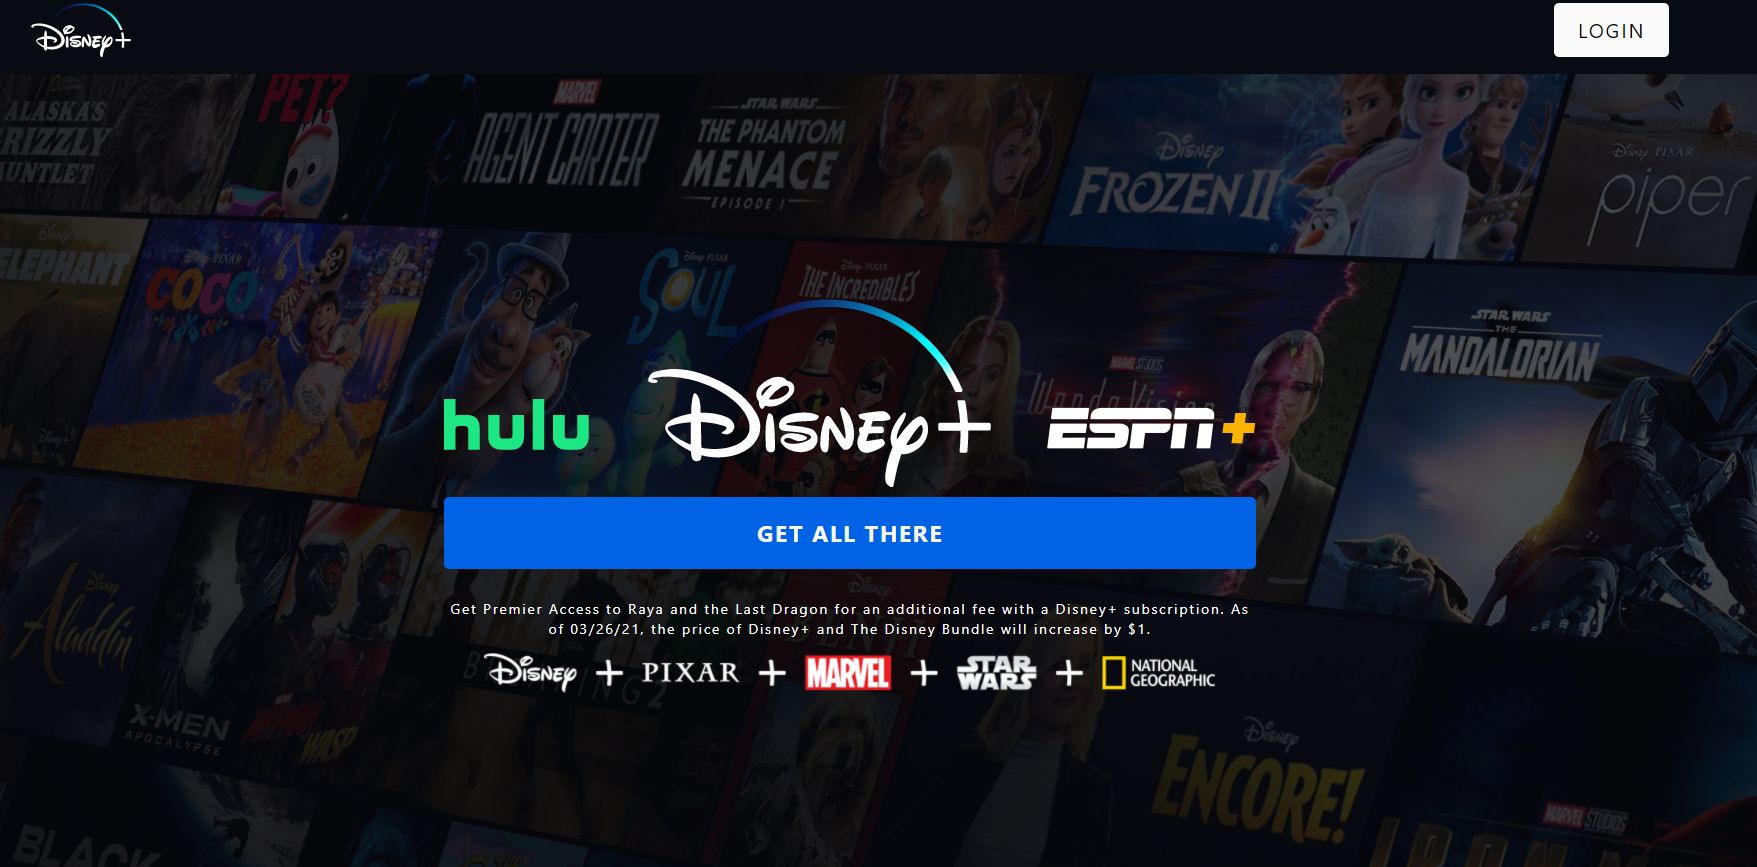 Disney+
LOGIN
ALASKA'S
GRIZZLY
GAUNTLET
PET?
MARVEL
AGENT CARTER
STAR WARS
THE PHANTOM
MENACE
EPISODE I
Disney
FROZEN II
Disney · PIXAR
piper
ELEPHANT
Disney · PIXAR
COCO
Disney · PIXAR
SOUL
Disney · PIXAR
THE INCREDIBLES
MARVEL STUDIOS
WandaVision
STAR WARS
THE
MANDALORIAN
hulu
Disney+
ESPN+
GET ALL THERE
Get Premier Access to Raya and the Last Dragon for an additional fee with a Disney+ subscription. As
of 03/26/21, the price of Disney+ and The Disney Bundle will increase by $1.
Disney + PIXAR + MARVEL + STAR WARS + NATIONAL GEOGRAPHIC
Disney
Aladdin
X-MEN
APOCALYPSE
ANT-MAN
WASP
Disney
ENCORE!
MARVEL STUDIOS
BLACK